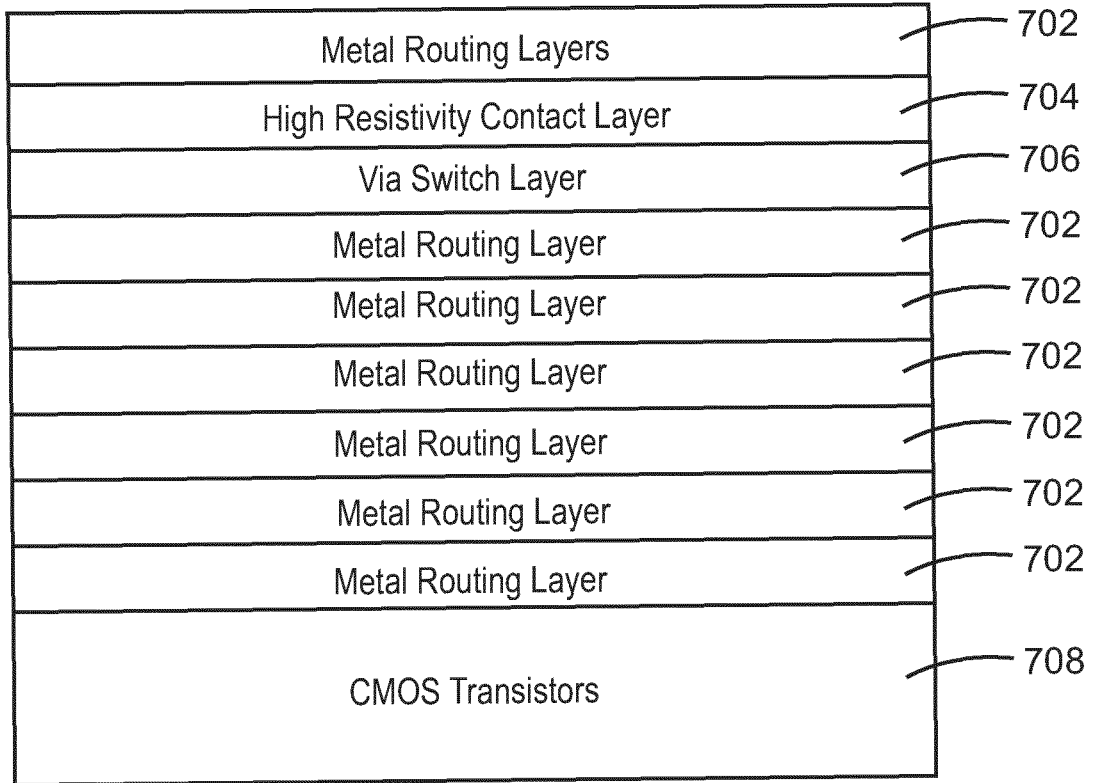 Metal Routing Layers 702
High Resistivity Contact Layer 704
Via Switch Layer 706
Metal Routing Layer 702
Metal Routing Layer 702
Metal Routing Layer 702
Metal Routing Layer 702
Metal Routing Layer 702
Metal Routing Layer 702
CMOS Transistors 708